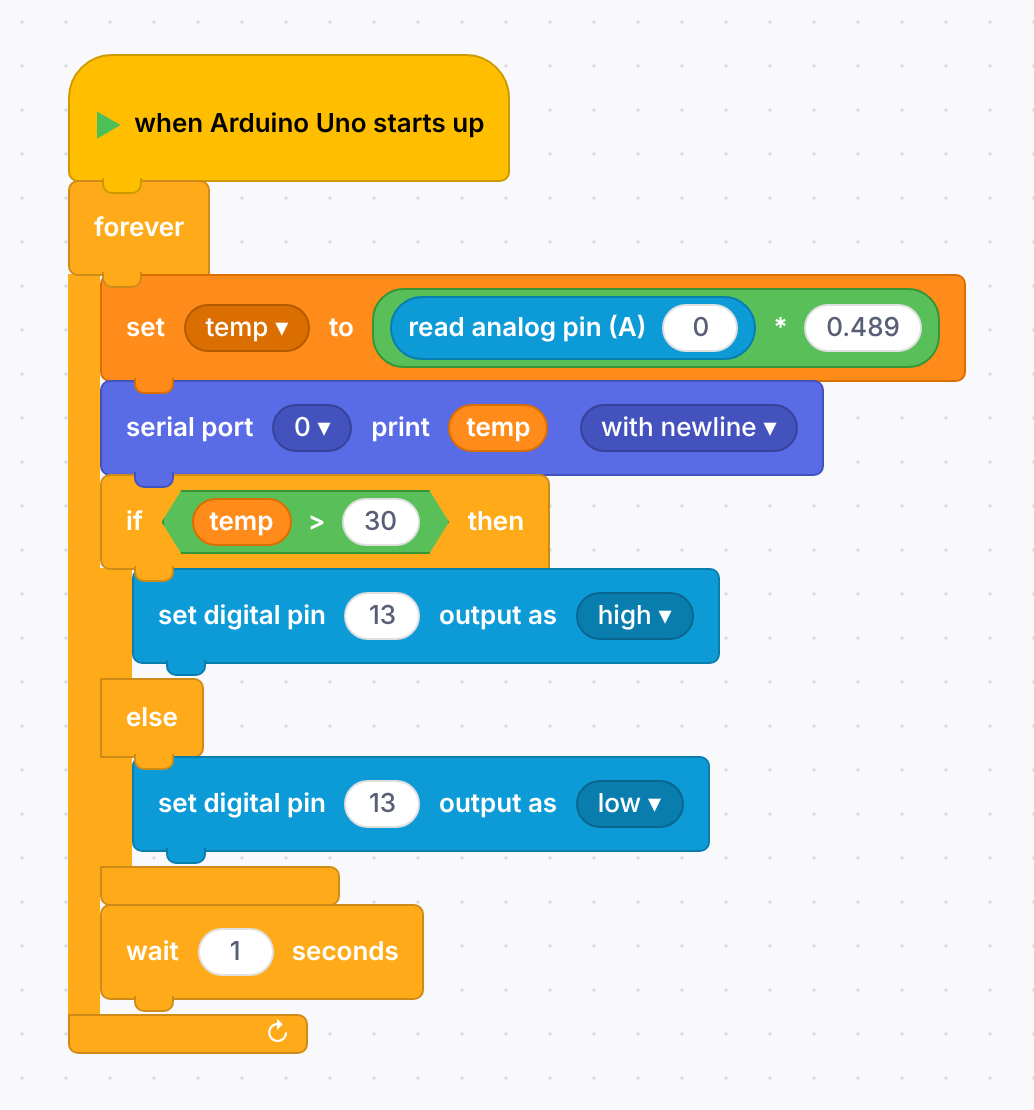 when Arduino Uno starts up
forever
set temp ▾ to read analog pin (A) 0 * 0.489
serial port 0 ▾ print temp with newline ▾
if temp > 30 then
set digital pin 13 output as high ▾
else
set digital pin 13 output as low ▾
wait 1 seconds